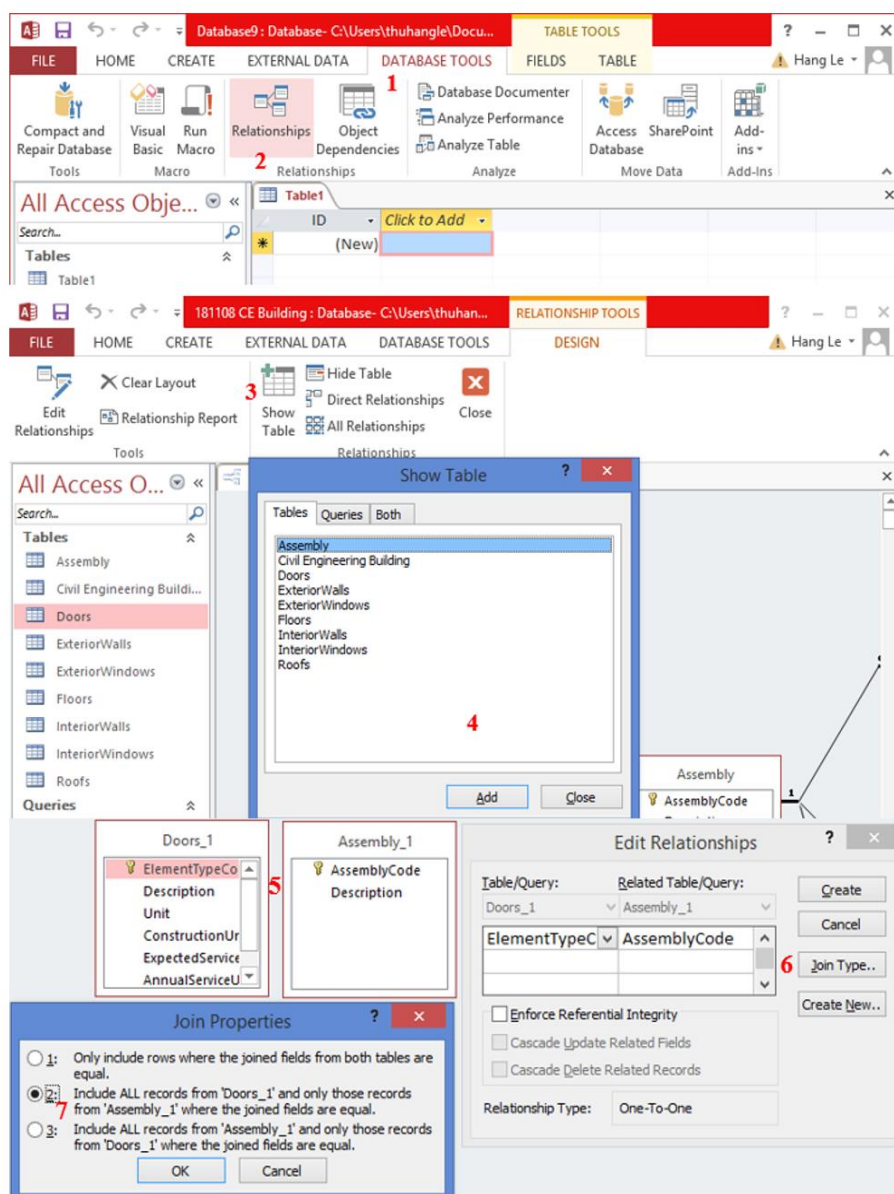 Database9 : Database- C:\Users\thuhangle\Docu...
TABLE TOOLS
?
FILE HOME CREATE EXTERNAL DATA DATABASE TOOLS FIELDS TABLE Hang Le
1
Compact and Repair Database
Visual Basic
Run Macro
Relationships
Object Dependencies
Database Documenter
Analyze Performance
Analyze Table
Access Database
SharePoint
Add-ins
2
Tools Macro Relationships Analyze Move Data Add-Ins
All Access Obje... «
Table1
Search...
ID Click to Add
(New)
Tables
Table1
181108 CE Building : Database- C:\Users\thuhan...
RELATIONSHIP TOOLS
?
FILE HOME CREATE EXTERNAL DATA DATABASE TOOLS DESIGN Hang Le
Edit Relationships
Clear Layout
Relationship Report
3
Show Table
Hide Table
Direct Relationships
All Relationships
Close
Tools Relationships
All Access O... «
Search...
Tables
Assembly
Civil Engineering Buildi...
Doors
ExteriorWalls
ExteriorWindows
Floors
InteriorWalls
InteriorWindows
Roofs
Queries
Show Table ?
Tables Queries Both
Assembly
Civil Engineering Building
Doors
ExteriorWalls
ExteriorWindows
Floors
InteriorWalls
InteriorWindows
Roofs
4
Add Close
Assembly
1
AssemblyCode
Doors_1
ElementTypeCo
Description
Unit
ConstructionUr
ExpectedService
AnnualServiceU
5
Assembly_1
AssemblyCode
Description
Edit Relationships ?
Table/Query: Related Table/Query:
Doors_1 Assembly_1
ElementTypeC AssemblyCode
Create
Cancel
6
Join Type..
Create New..
Enforce Referential Integrity
Cascade Update Related Fields
Cascade Delete Related Records
Relationship Type: One-To-One
Join Properties ?
1: Only include rows where the joined fields from both tables are
equal.
2: Include ALL records from 'Doors_1' and only those records
from 'Assembly_1' where the joined fields are equal.
7
3: Include ALL records from 'Assembly_1' and only those records
from 'Doors_1' where the joined fields are equal.
OK Cancel